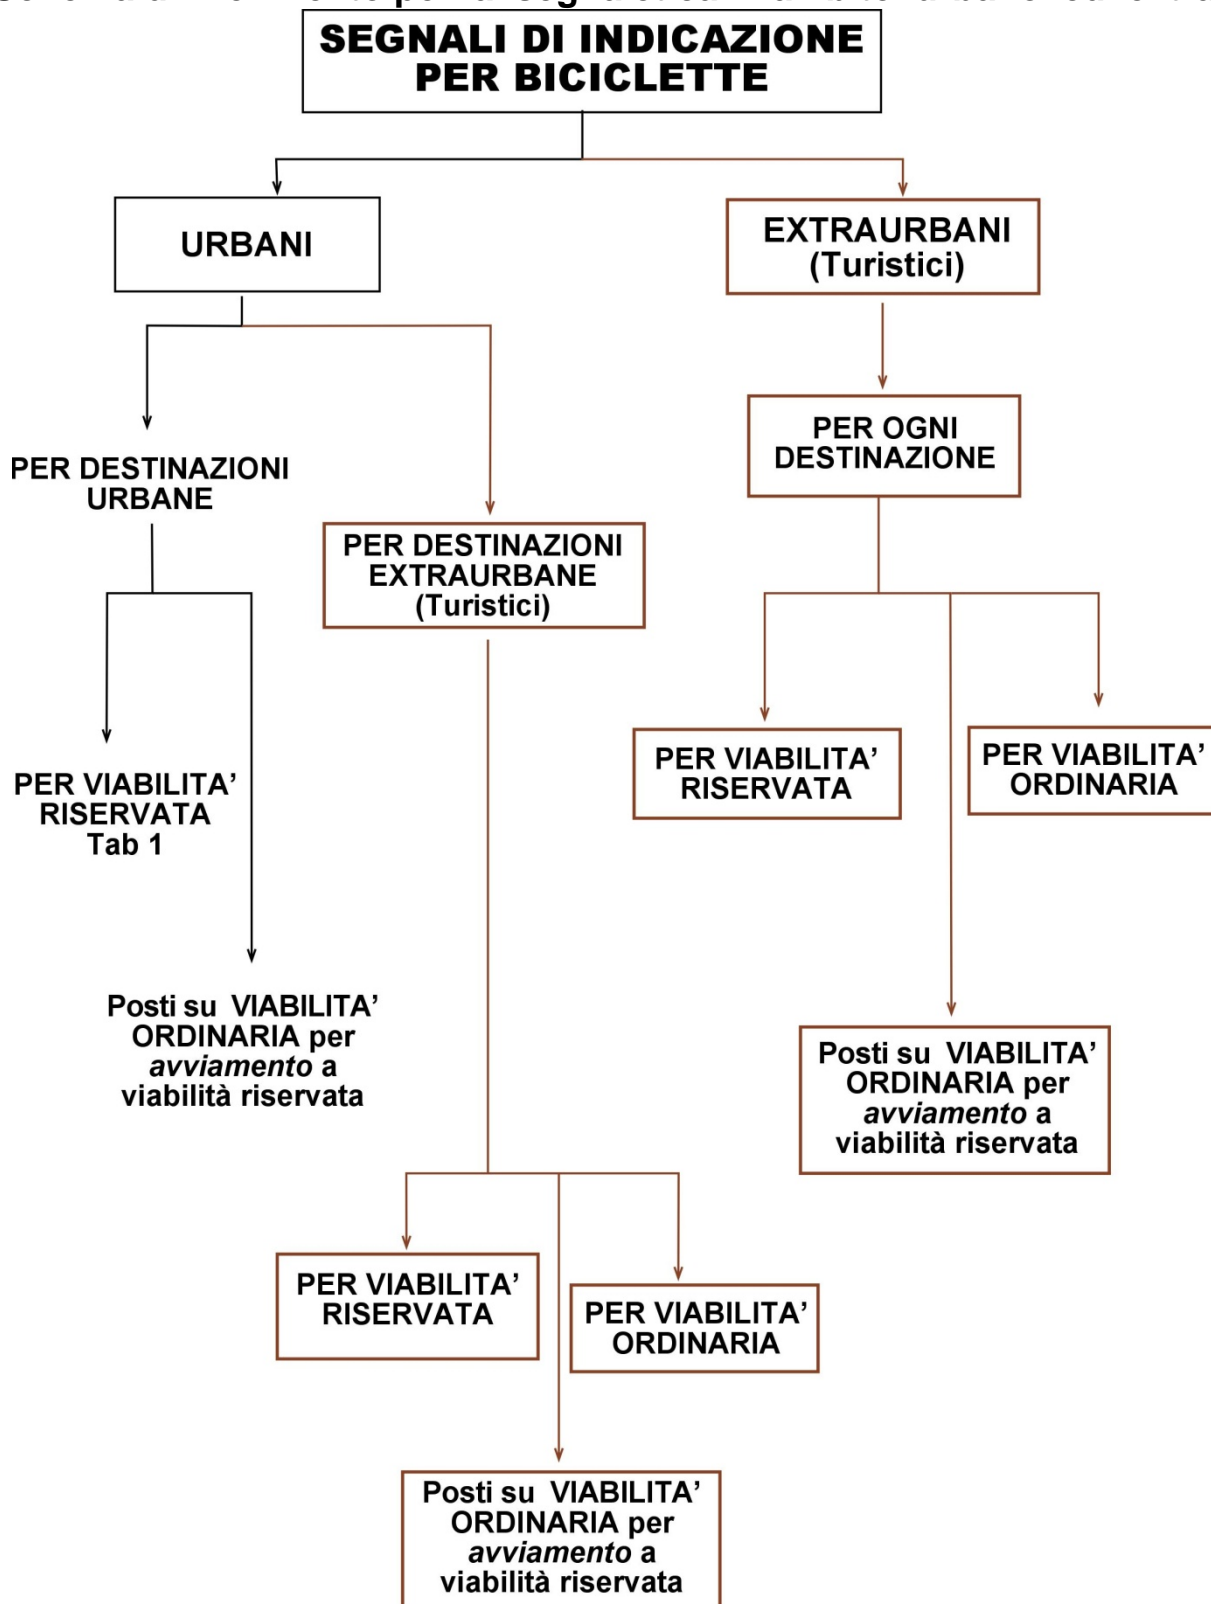 SEGNALI DI INDICAZIONE
PER BICICLETTE
URBANI
EXTRAURBANI
(Turistici)
PER OGNI
DESTINAZIONE
PER DESTINAZIONI
URBANE
PER DESTINAZIONI
EXTRAURBANE
(Turistici)
PER VIABILITA’
RISERVATA
PER VIABILITA’
ORDINARIA
PER VIABILITA’
RISERVATA
Tab 1
Posti su VIABILITA’
ORDINARIA per
avviamento a
viabilità riservata
Posti su VIABILITA’
ORDINARIA per
avviamento a
viabilità riservata
PER VIABILITA’
RISERVATA
PER VIABILITA’
ORDINARIA
Posti su VIABILITA’
ORDINARIA per
avviamento a
viabilità riservata